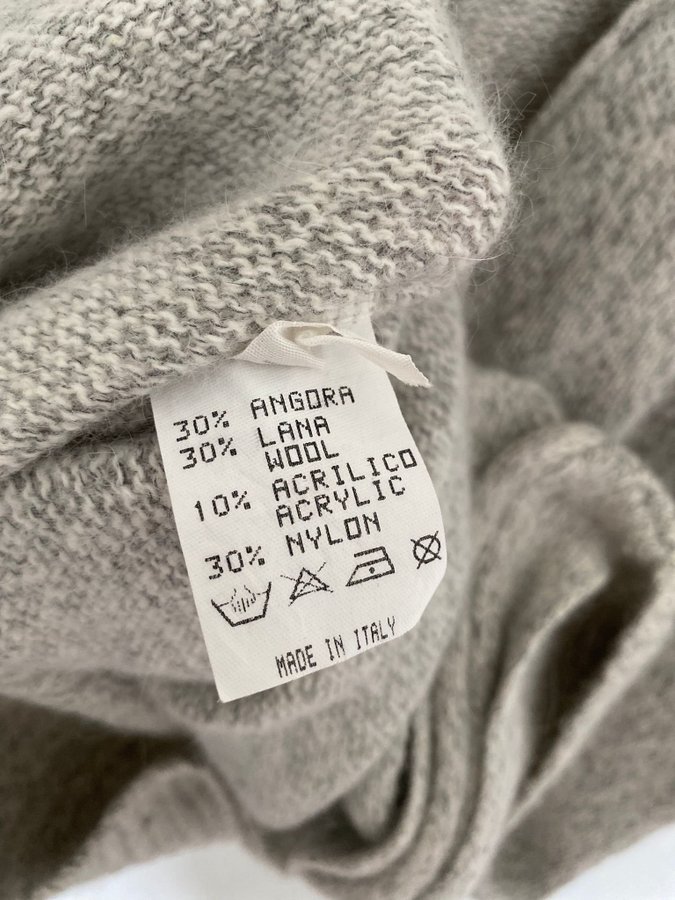 30% ANGORA
30% LANA
WOOL
10% ACRILICO
ACRYLIC
30% NYLON
MADE IN ITALY